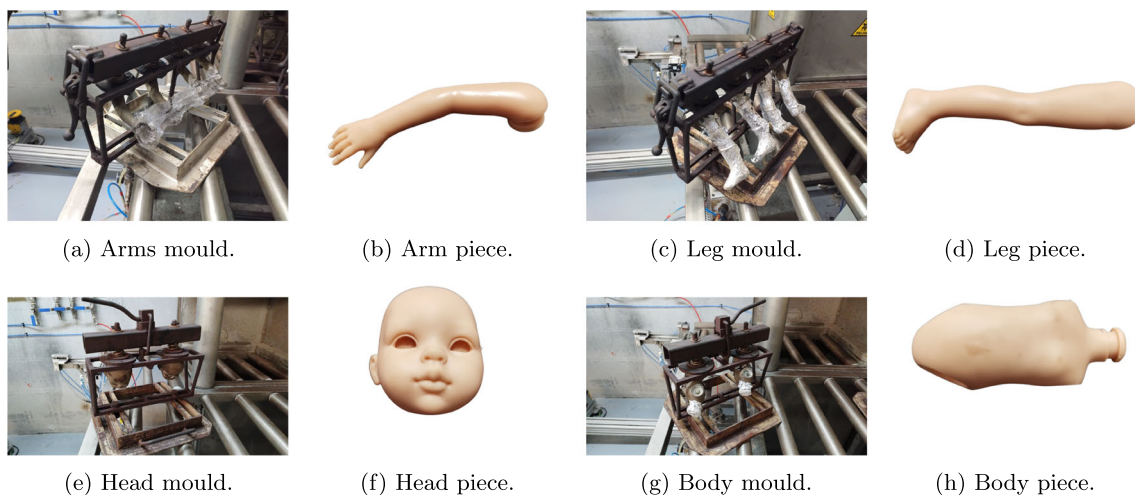 (a) Arms mould.
(b) Arm piece.
(c) Leg mould.
(d) Leg piece.
(e) Head mould.
(f) Head piece.
(g) Body mould.
(h) Body piece.